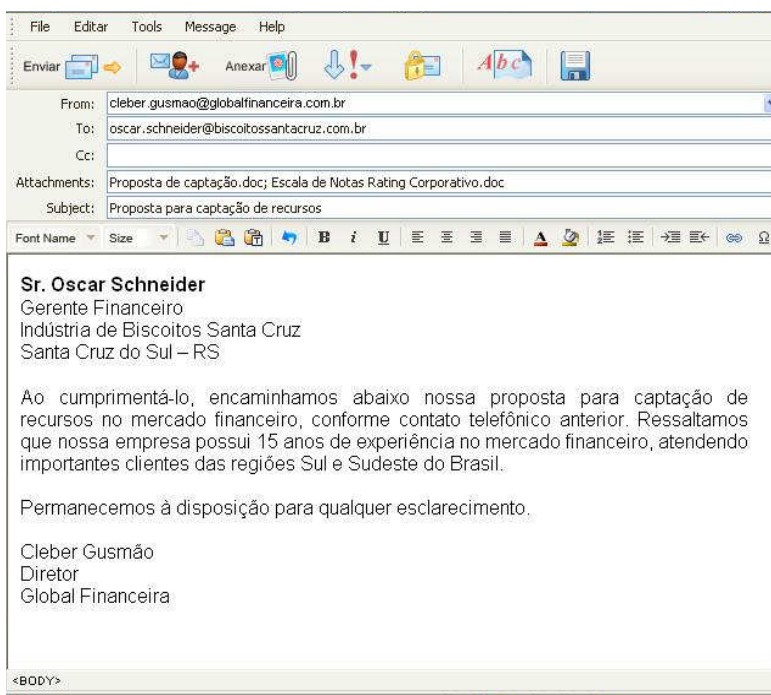 File Editar Tools Message Help
Enviar Anexar Abc
From: cleber.gusmao@globalfinanceira.com.br
To: oscar.schneider@biscoitossantacruz.com.br
Cc:
Attachments: Proposta de captação.doc; Escala de Notas Rating Corporativo.doc
Subject: Proposta para captação de recursos
Font Name Size B i U A Ω
Sr. Oscar Schneider
Gerente Financeiro
Indústria de Biscoitos Santa Cruz
Santa Cruz do Sul – RS
Ao cumprimentá-lo, encaminhamos abaixo nossa proposta para captação de
recursos no mercado financeiro, conforme contato telefônico anterior. Ressaltamos
que nossa empresa possui 15 anos de experiência no mercado financeiro, atendendo
importantes clientes das regiões Sul e Sudeste do Brasil.
Permanecemos à disposição para qualquer esclarecimento.
Cleber Gusmão
Diretor
Global Financeira
<BODY>